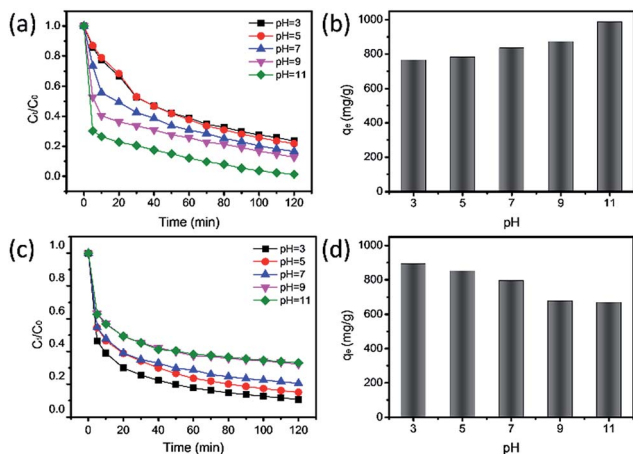 (a)
Cₜ/C₀
1.0
0.8
0.6
0.4
0.2
0.0
pH=3
pH=5
pH=7
pH=9
pH=11
0 20 40 60 80 100 120
Time (min)
(b)
qe (mg/g)
1000
800
600
400
200
0
3 5 7 9 11
pH
(c)
Cₜ/C₀
1.0
0.8
0.6
0.4
0.2
0.0
pH=3
pH=5
pH=7
pH=9
pH=11
0 20 40 60 80 100 120
Time (min)
(d)
qe (mg/g)
1000
800
600
400
200
0
3 5 7 9 11
pH